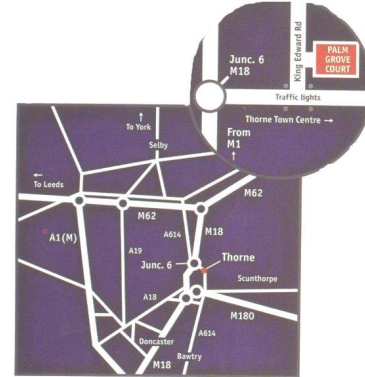 Junc. 6
M18
King Edward Rd
PALM
GROVE
COURT
Traffic lights
Thorne Town Centre →
From
M1
↑
↑
To York
Selby
←
To Leeds
M62
M62
A1(M)
A19
A614
M18
Junc. 6
Thorne
Scunthorpe
A18
M180
Doncaster
A614
Bawtry
M18